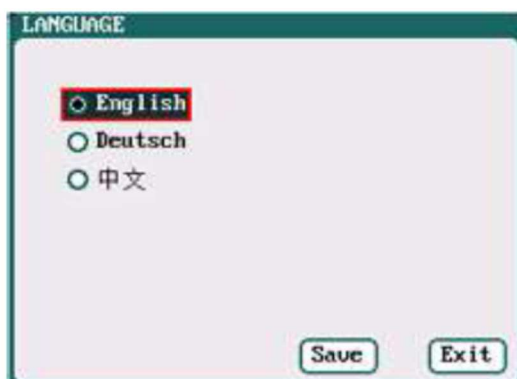 LANGUAGE
English
Deutsch
中文
Save Exit